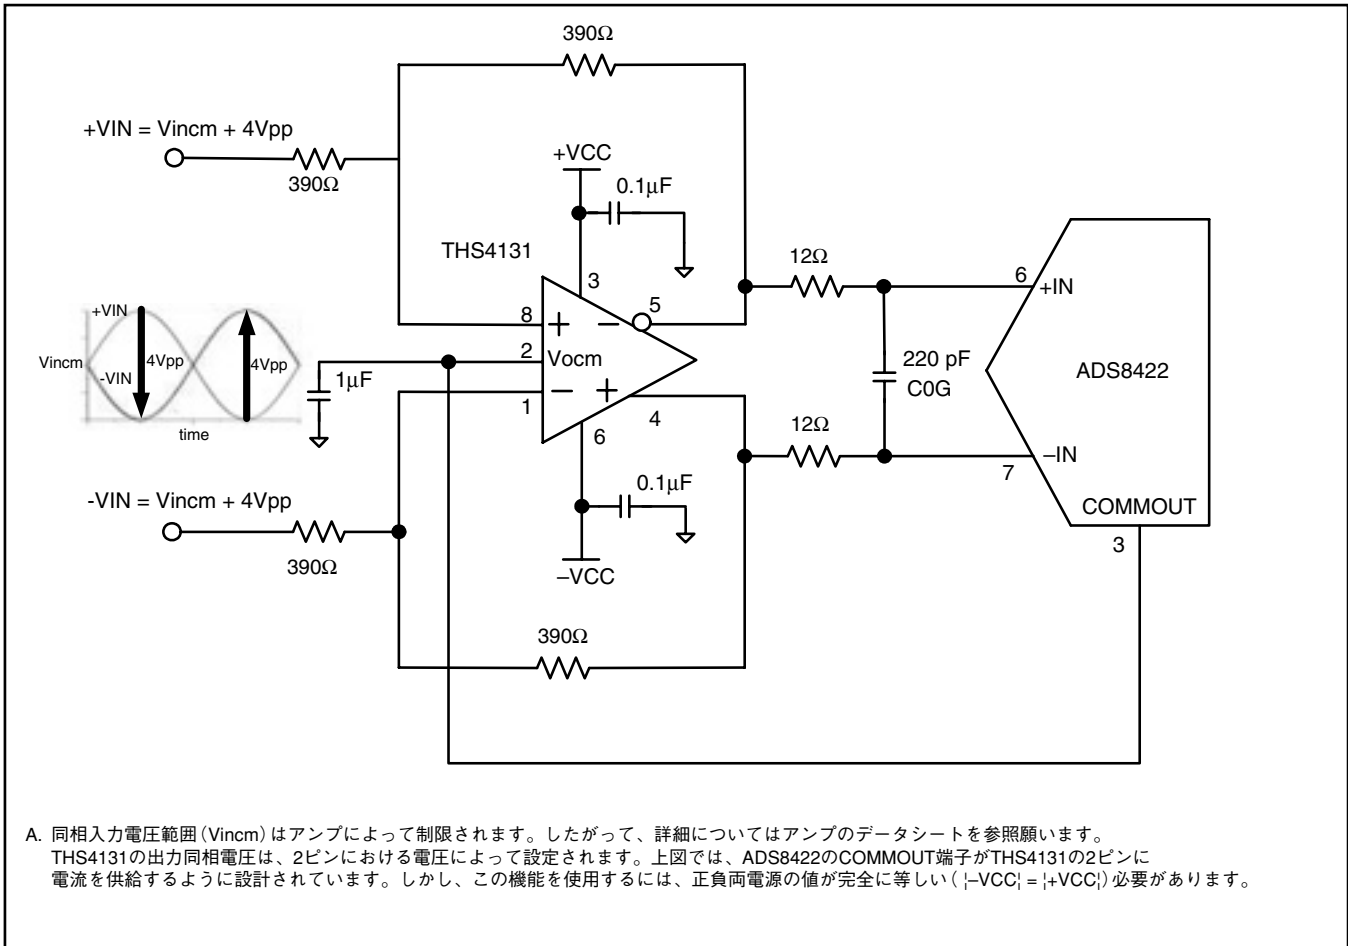 390Ω
+VIN = Vincm + 4Vpp
390Ω
+VCC
0.1μF
THS4131
3
12Ω
6
+IN
5
8
+
−
2
Vocm
1μF
−
+
1
4
6
220 pF
C0G
ADS8422
+VIN
Vincm
4Vpp
4Vpp
-VIN
time
12Ω
–IN
7
COMMOUT
3
0.1μF
-VIN = Vincm + 4Vpp
390Ω
–VCC
390Ω
A. 同相入力電圧範囲(Vincm)はアンプによって制限されます。したがって、詳細についてはアンプのデータシートを参照願います。
THS4131の出力同相電圧は、2ピンにおける電圧によって設定されます。上図では、ADS8422のCOMMOUT端子がTHS4131の2ピンに
電流を供給するように設計されています。しかし、この機能を使用するには、正負両電源の値が完全に等しい( ¦–VCC¦ = ¦+VCC¦)必要があります。